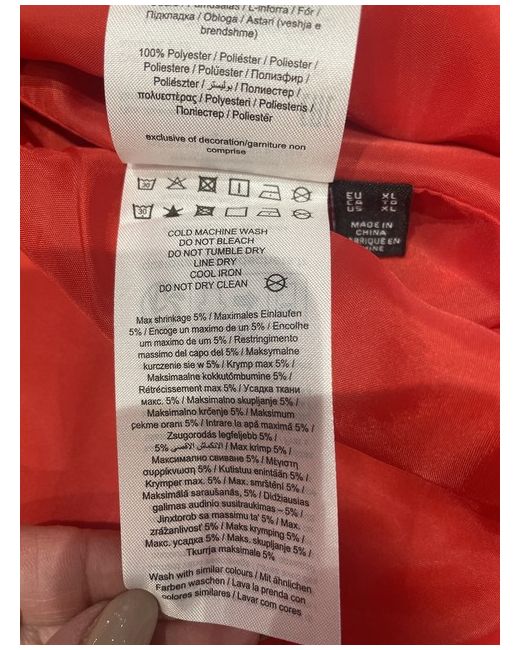 L-inforra / Fór /
Підкладка / Obloga / Astari (veshja e
brendshme)
100% Polyester / Poliéster / Poliester /
Poliestere / Polüester / Полиэфир /
Poliészter / بوليستر / Полиестер /
πολυεστέρας / Polyesteri / Poliesteris /
Поліестер / Poliestër
exclusive of decoration/garniture non
comprise
30
30
COLD MACHINE WASH
DO NOT BLEACH
DO NOT TUMBLE DRY
LINE DRY
COOL IRON
DO NOT DRY CLEAN
Max shrinkage 5% / Maximales Einlaufen
5% / Encoge un maximo de un 5% / Encolhe
um maximo de um 5% / Restringimento
massimo del capo del 5% / Maksymalne
kurczenie sie w 5% / Krymp max 5% /
Maksimaalne kokkutõmbumine 5% /
Rétrécissement max 5% / Усадка ткани
макс. 5% / Maksimalno skupljanje 5% /
Maksimalno krčenje 5% / Maksimum
çekme oranı 5% / Intrare la apă maximă 5% /
Zsugorodás legfeljebb 5% /
5% الانكماش الأقصى / Max krimp 5% /
Максимално свиване 5% / Μέγιστη
συρρίκνωση 5% / Kutistuu enintään 5% /
Krymper max. 5% / Max. smrštění 5% /
Maksimālā saraušanās, 5% / Didžiausias
galimas audinio susitraukimas - 5% /
Jinxtorob sa massimu ta' 5% / Max.
zrážanlivosť 5% / Maks krymping 5% /
Макс. усадка 5% / Maks. skupljanje 5% /
Tkurrja maksimale 5%
Wash with similar colours / Mit ähnlichen
Farben waschen / Lava la prenda con
colores similares / Lavar com cores
EU XL
CA
US XL
MADE IN
CHINA